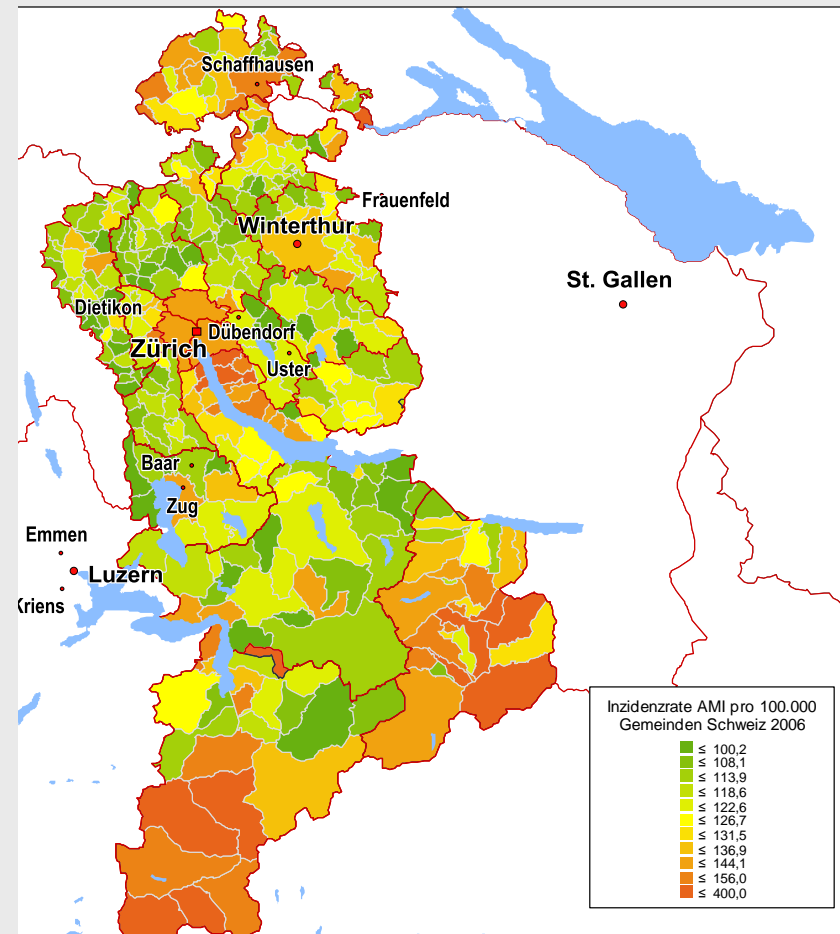 Schaffhausen
Frauenfeld
Winterthur
St. Gallen
Dietikon
Dübendorf
Zürich
Uster
Baar
Zug
Emmen
Luzern
Kriens
Inzidenzrate AMI pro 100.000
Gemeinden Schweiz 2006
≤ 100,2
≤ 108,1
≤ 113,9
≤ 118,6
≤ 122,6
≤ 126,7
≤ 131,5
≤ 136,9
≤ 144,1
≤ 156,0
≤ 400,0